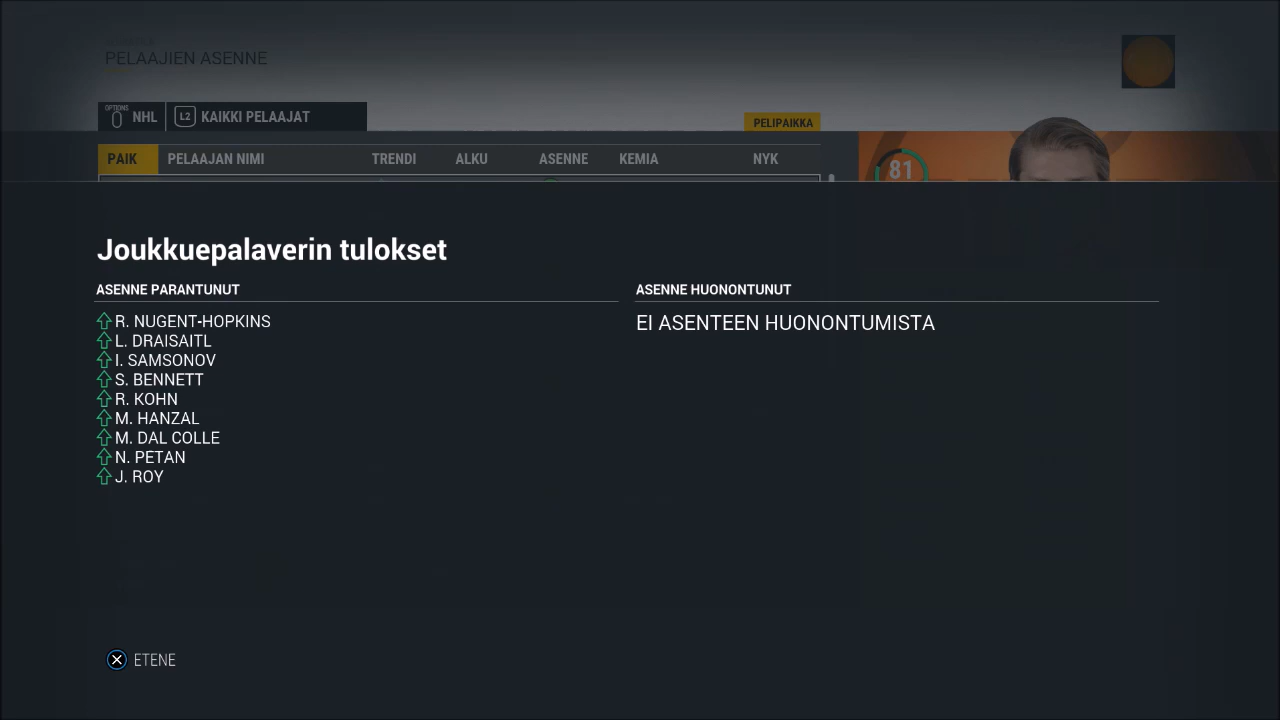 PELAAJIEN ASENNE
OPTIONS NHL L2 KAIKKI PELAAJAT
PELIPAIKKA
PAIK PELAAJAN NIMI TRENDI ALKU ASENNE KEMIA NYK
81
Joukkuepalaverin tulokset
ASENNE PARANTUNUT
R. NUGENT-HOPKINS
L. DRAISAITL
I. SAMSONOV
S. BENNETT
R. KOHN
M. HANZAL
M. DAL COLLE
N. PETAN
J. ROY
ASENNE HUONONTUNUT
EI ASENTEEN HUONONTUMISTA
ETENE